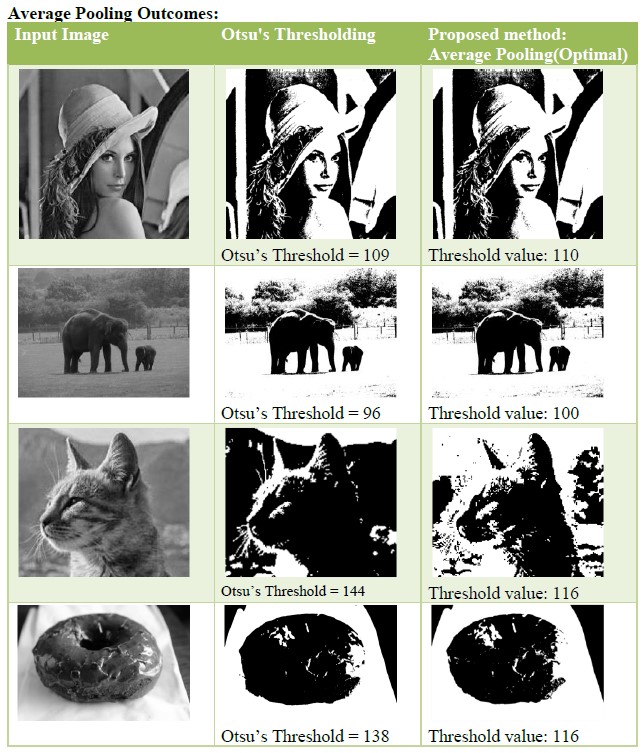 Average Pooling Outcomes:
Input Image
Otsu's Thresholding
Proposed method:
Average Pooling(Optimal)
Otsu’s Threshold = 109
Threshold value: 110
Otsu’s Threshold = 96
Threshold value: 100
Otsu’s Threshold = 144
Threshold value: 116
Otsu’s Threshold = 138
Threshold value: 116